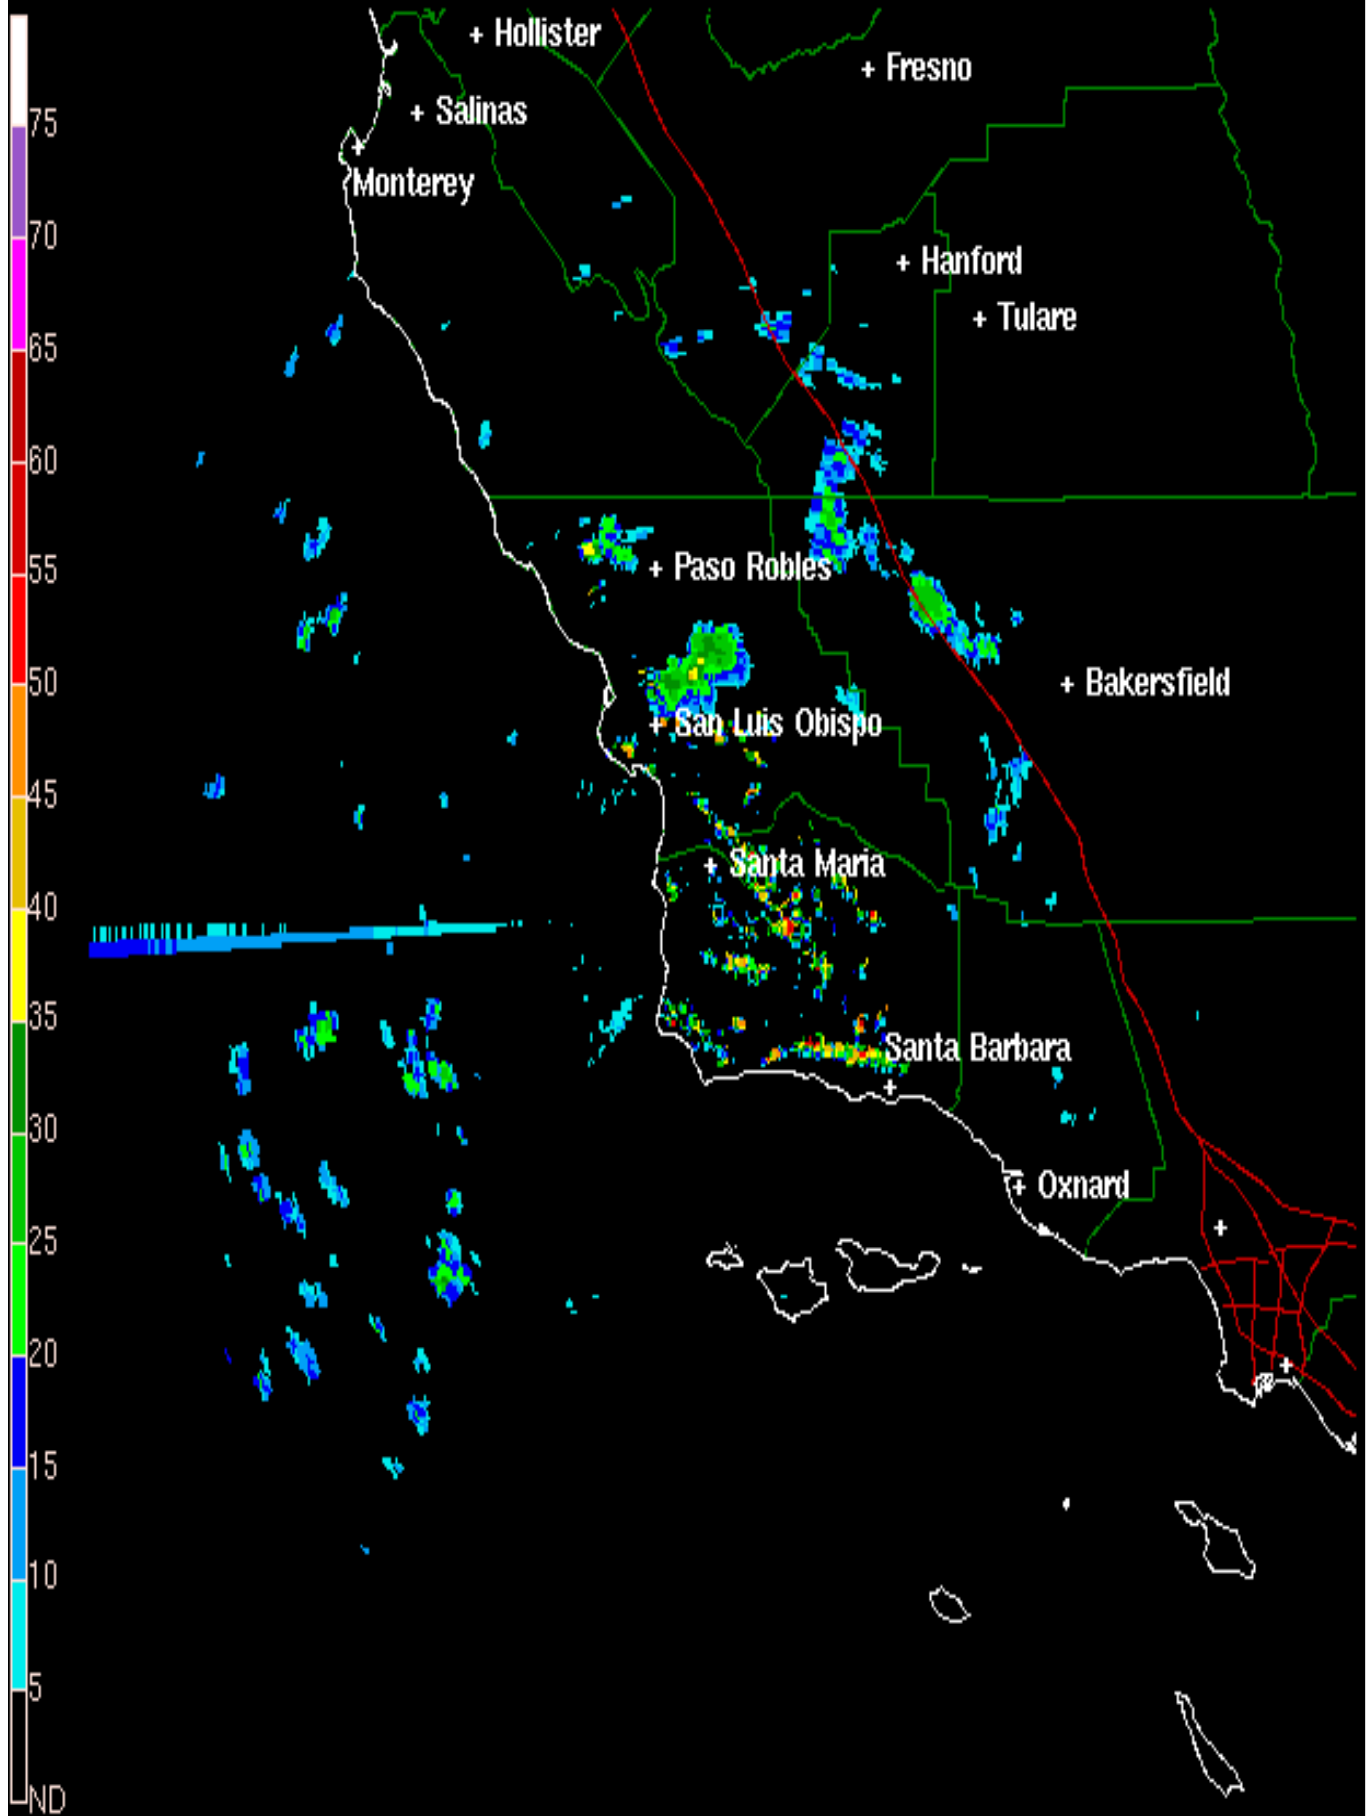 Hollister
Fresno
Salinas
75
Monterey
70
Hanford
Tulare
65
60
55
Paso Robles
50
Bakersfield
San Luis Obispo
45
Santa Maria
40
35
Santa Barbara
30
Oxnard
25
20
15
10
5
ND